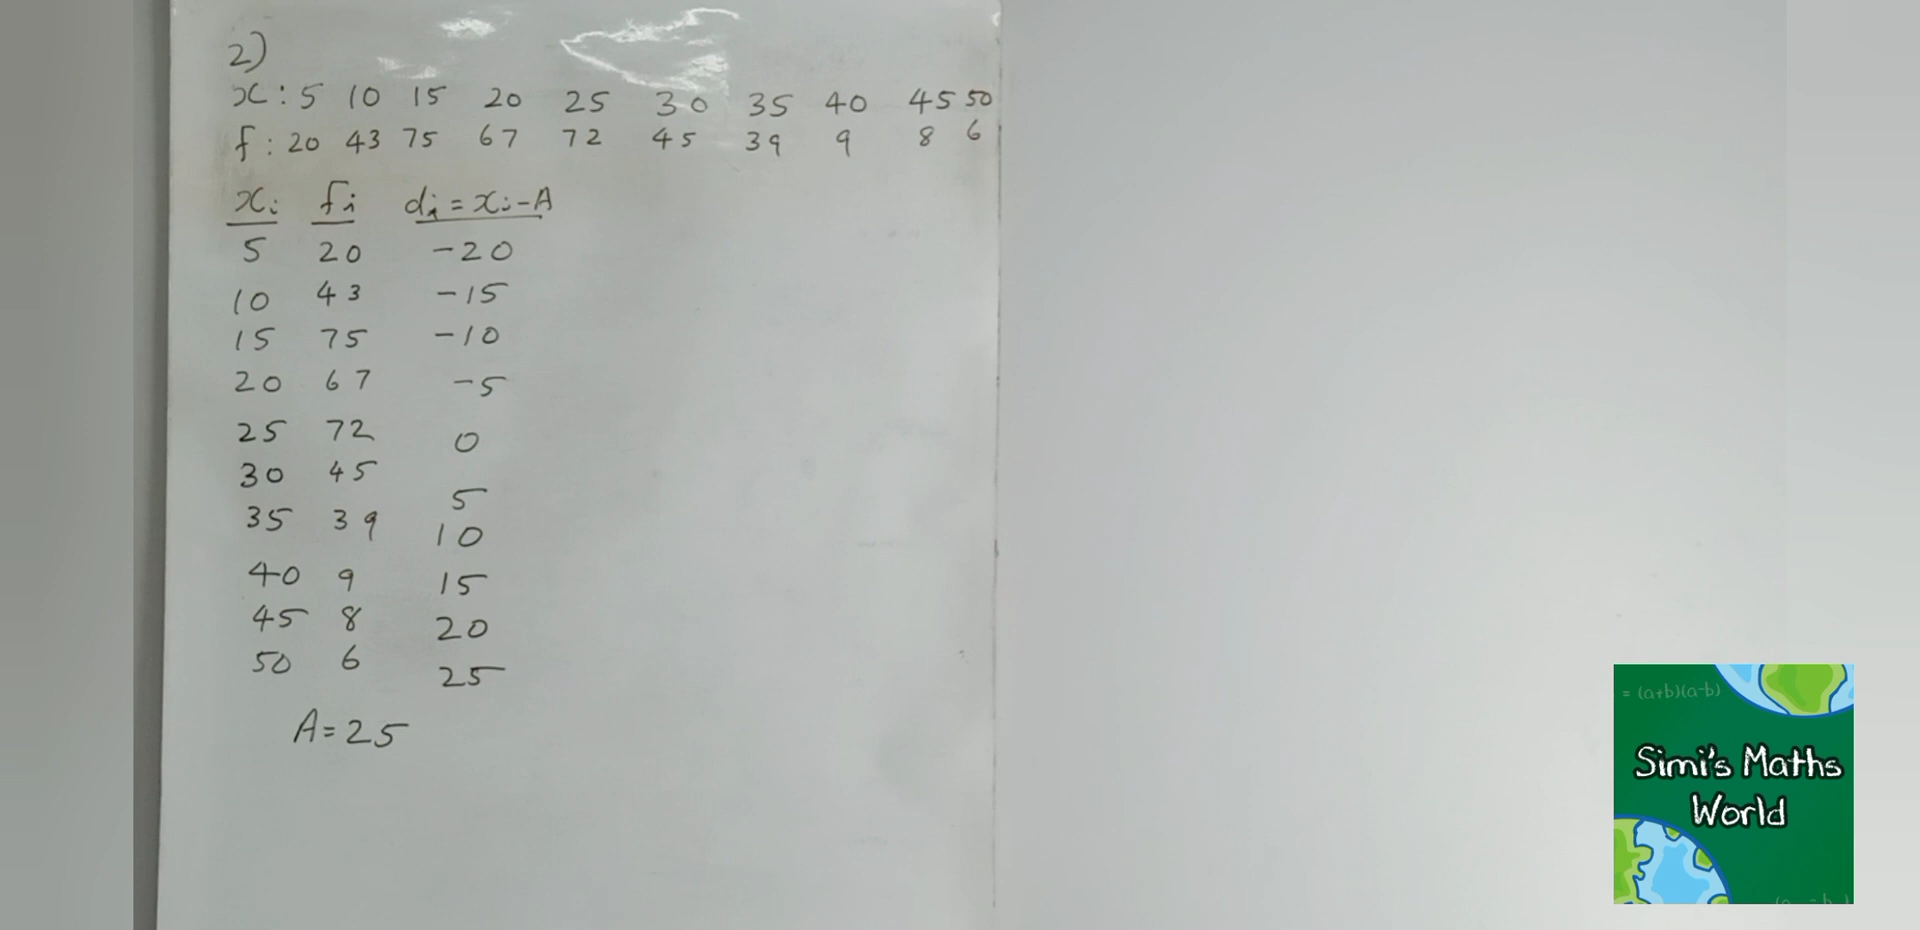 2)
x : 5 10 15 20 25 30 35 40 45 50
f : 20 43 75 67 72 45 39 9 8 6
xi fi di = xi - A
5 20 -20
10 43 -15
15 75 -10
20 67 -5
25 72 0
30 45 5
35 39 10
40 9 15
45 8 20
50 6 25
A = 25
= (a+b)(a-b)
Simi's Maths
World